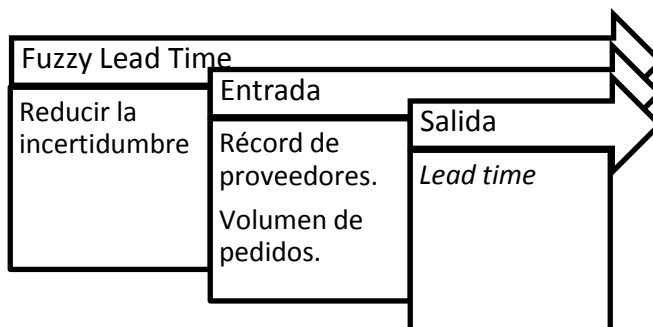 Fuzzy Lead Time
Reducir la
incertidumbre
Entrada
Récord de
proveedores.
Volumen de
pedidos.
Salida
Lead time